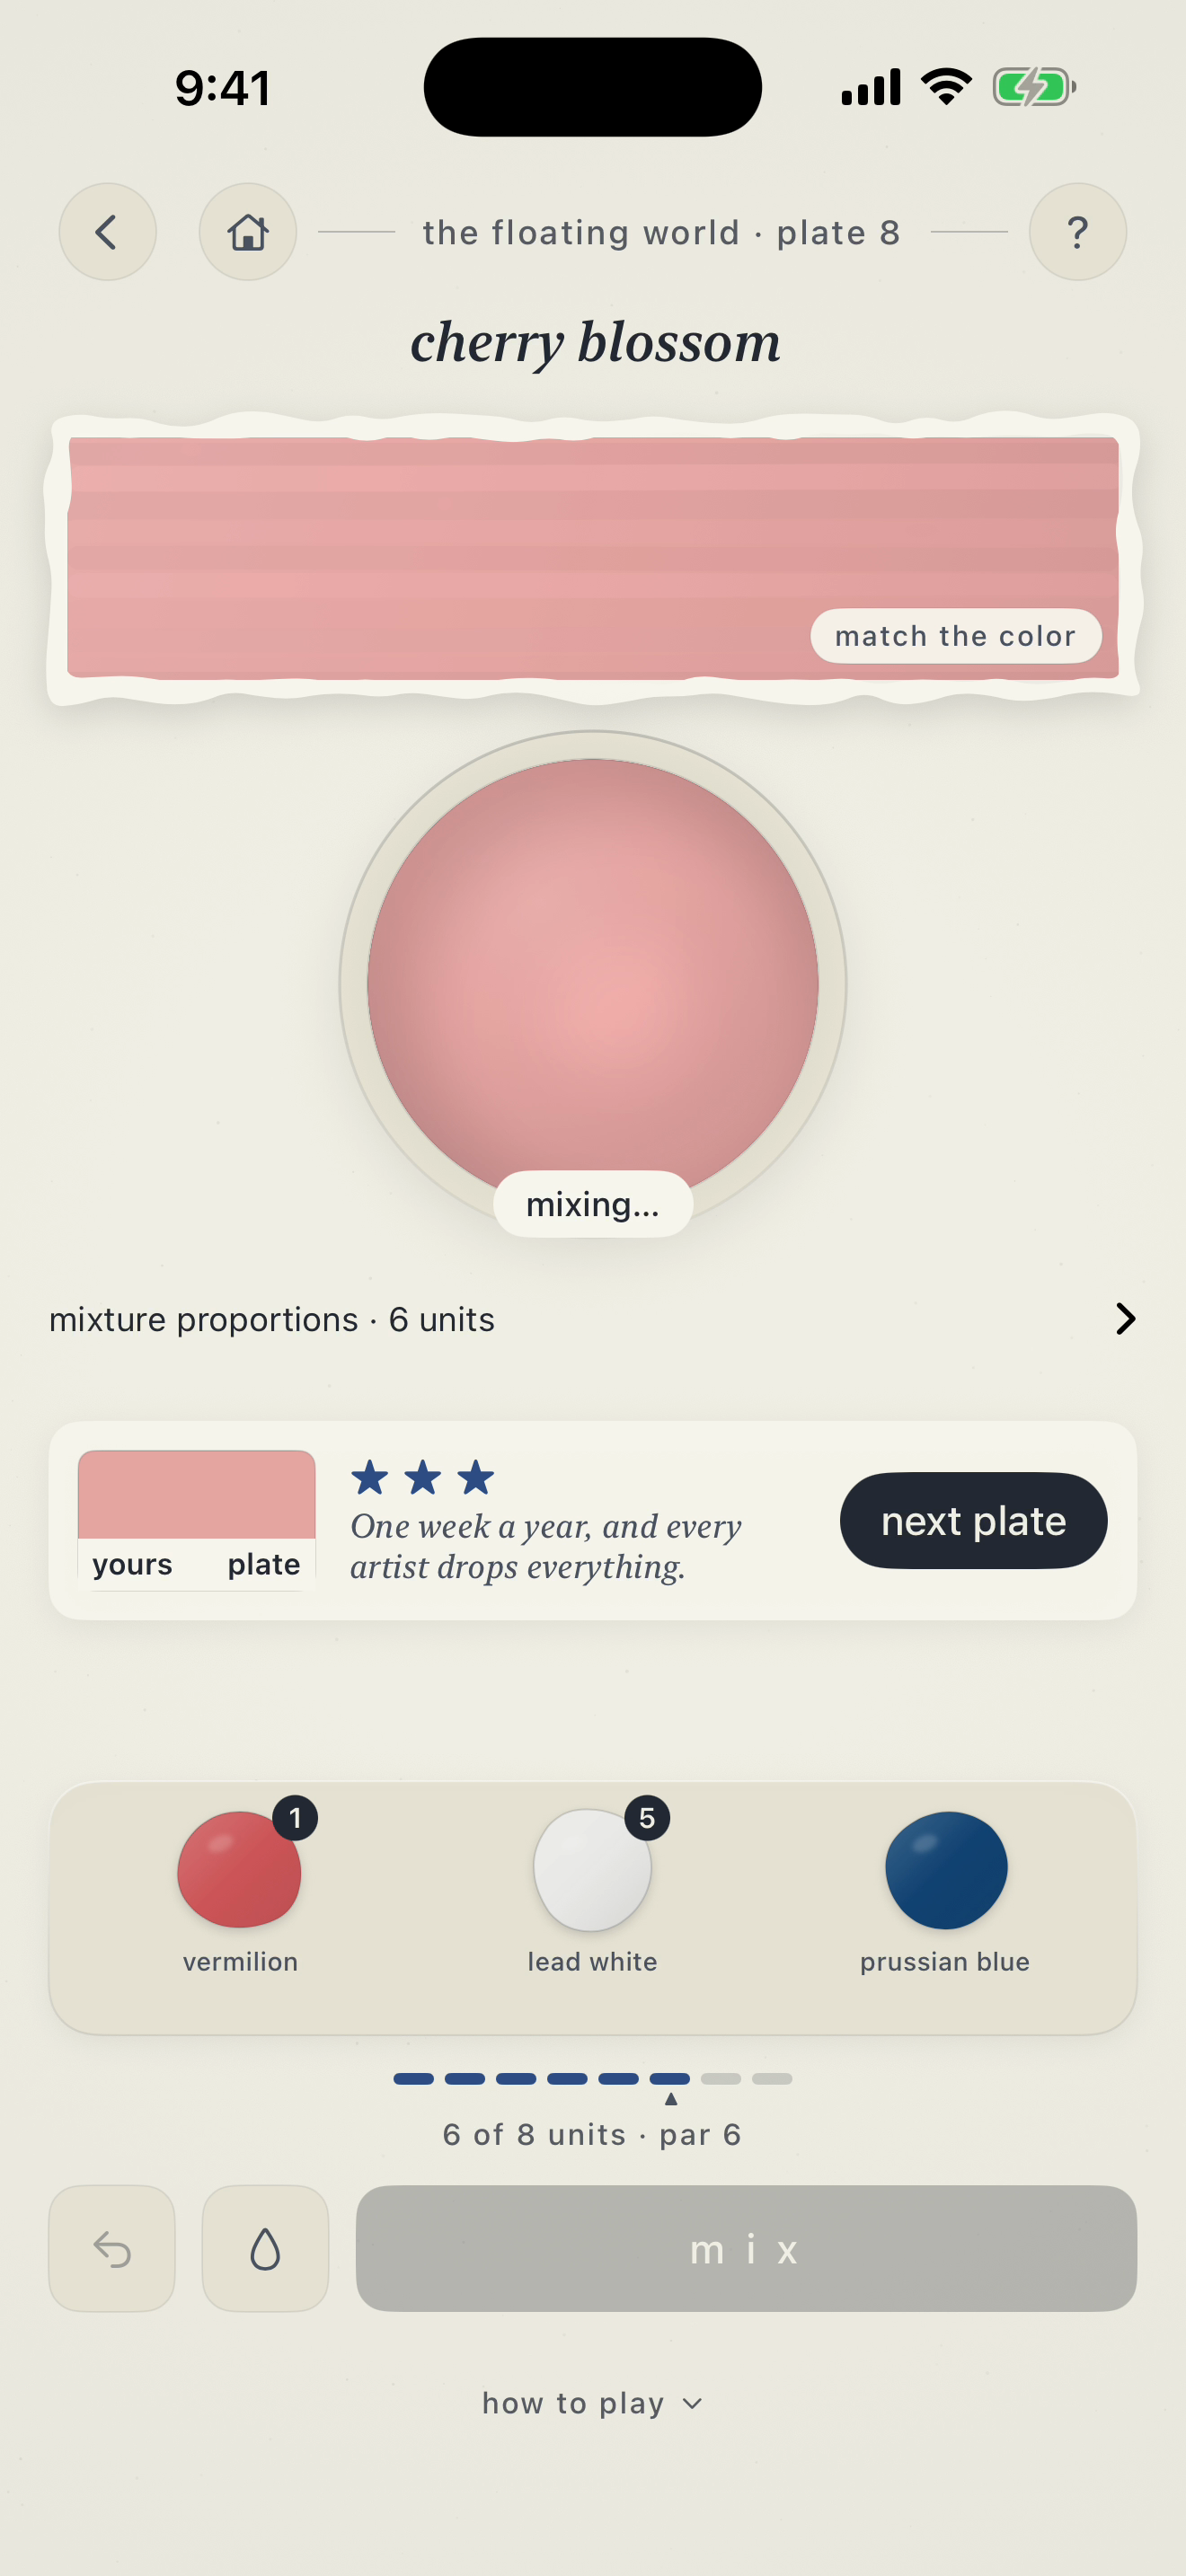 9:41
the floating world · plate 8
?
cherry blossom
match the color
mixing...
mixture proportions · 6 units
One week a year, and every
artist drops everything.
yours plate
next plate
1
5
vermilion
lead white
prussian blue
6 of 8 units · par 6
mix
how to play